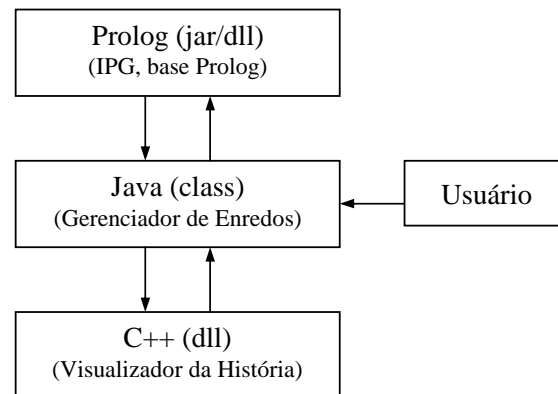 Prolog (jar/dll)
(IPG, base Prolog)
Java (class)
(Gerenciador de Enredos)
Usuário
C++ (dll)
(Visualizador da História)